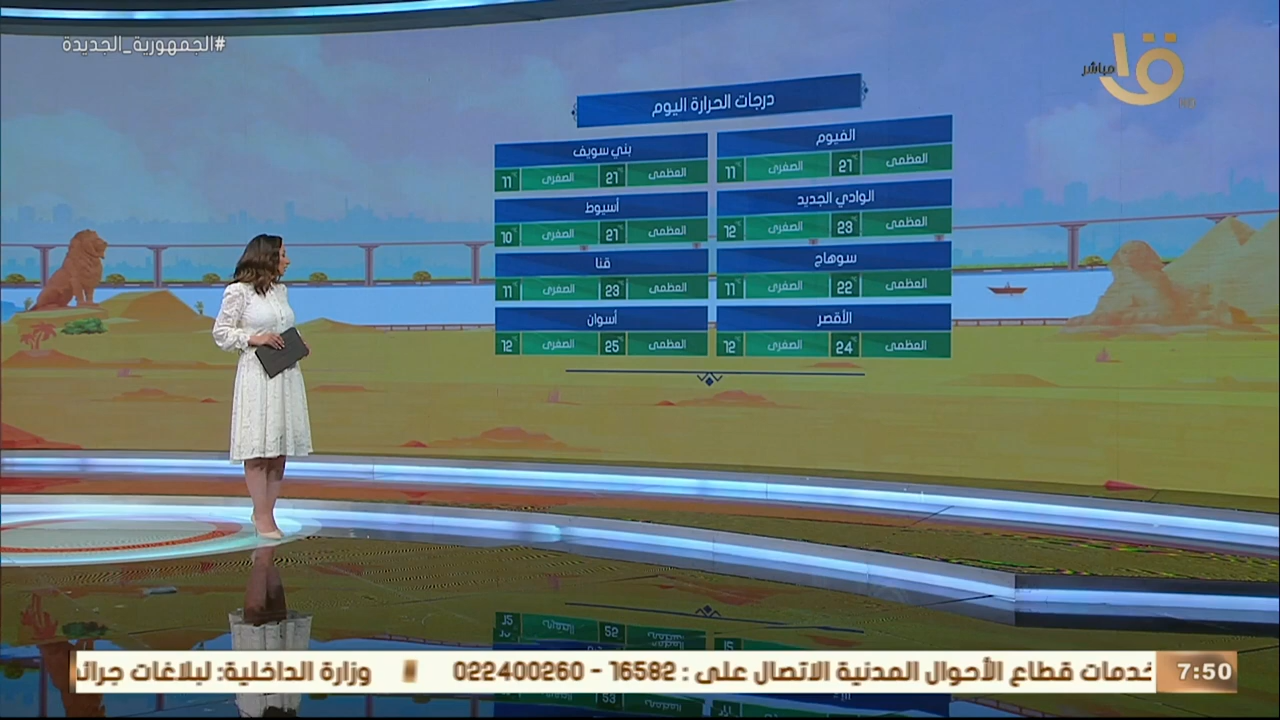 #الجمهورية_الجديدة
مباشر
درجات الحرارة اليوم
الفيوم
العظمى 21 الصغرى 11
بني سويف
العظمى 21 الصغرى 11
الوادي الجديد
العظمى 23 الصغرى 12
أسيوط
العظمى 21 الصغرى 10
سوهاج
العظمى 22 الصغرى 11
قنا
العظمى 23 الصغرى 11
الأقصر
العظمى 24 الصغرى 12
أسوان
العظمى 25 الصغرى 12
7:50
خدمات قطاع الأحوال المدنية الاتصال على : 16582 - 022400260 وزارة الداخلية: لبلاغات جرائ